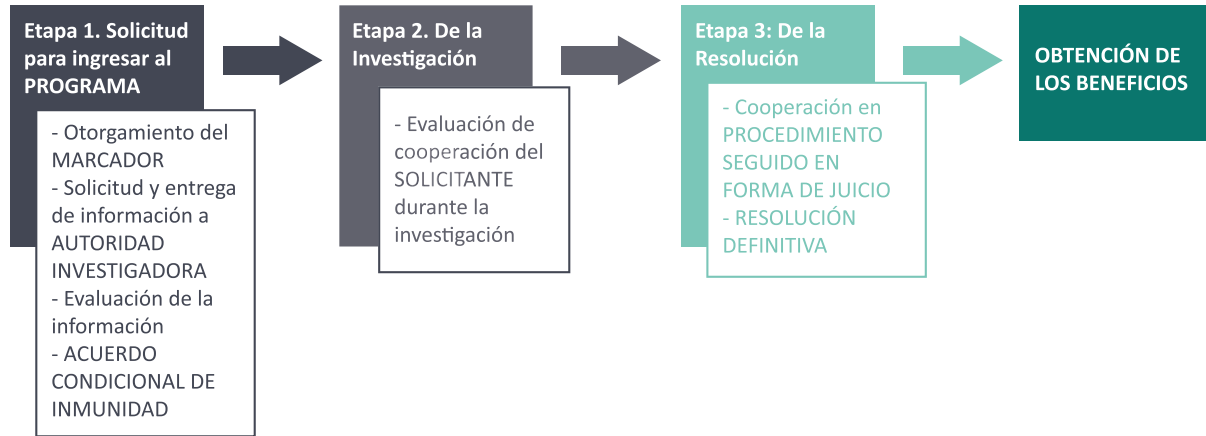 Etapa 1. Solicitud
para ingresar al
PROGRAMA
- Otorgamiento del
MARCADOR
- Solicitud y entrega
de información a
AUTORIDAD
INVESTIGADORA
- Evaluación de la
información
- ACUERDO
CONDICIONAL DE
INMUNIDAD
Etapa 2. De la
Investigación
- Evaluación de
cooperación del
SOLICITANTE
durante la
investigación
Etapa 3: De la
Resolución
- Cooperación en
PROCEDIMIENTO
SEGUIDO EN
FORMA DE JUICIO
- RESOLUCIÓN
DEFINITIVA
OBTENCIÓN DE
LOS BENEFICIOS